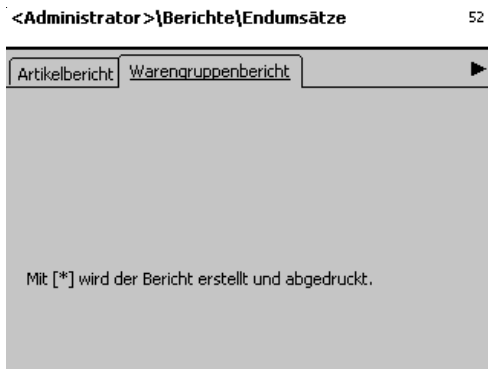 <Administrator>\Berichte\Endumsätze 52
Artikelbericht Warengruppenbericht
Mit [*] wird der Bericht erstellt und abgedruckt.